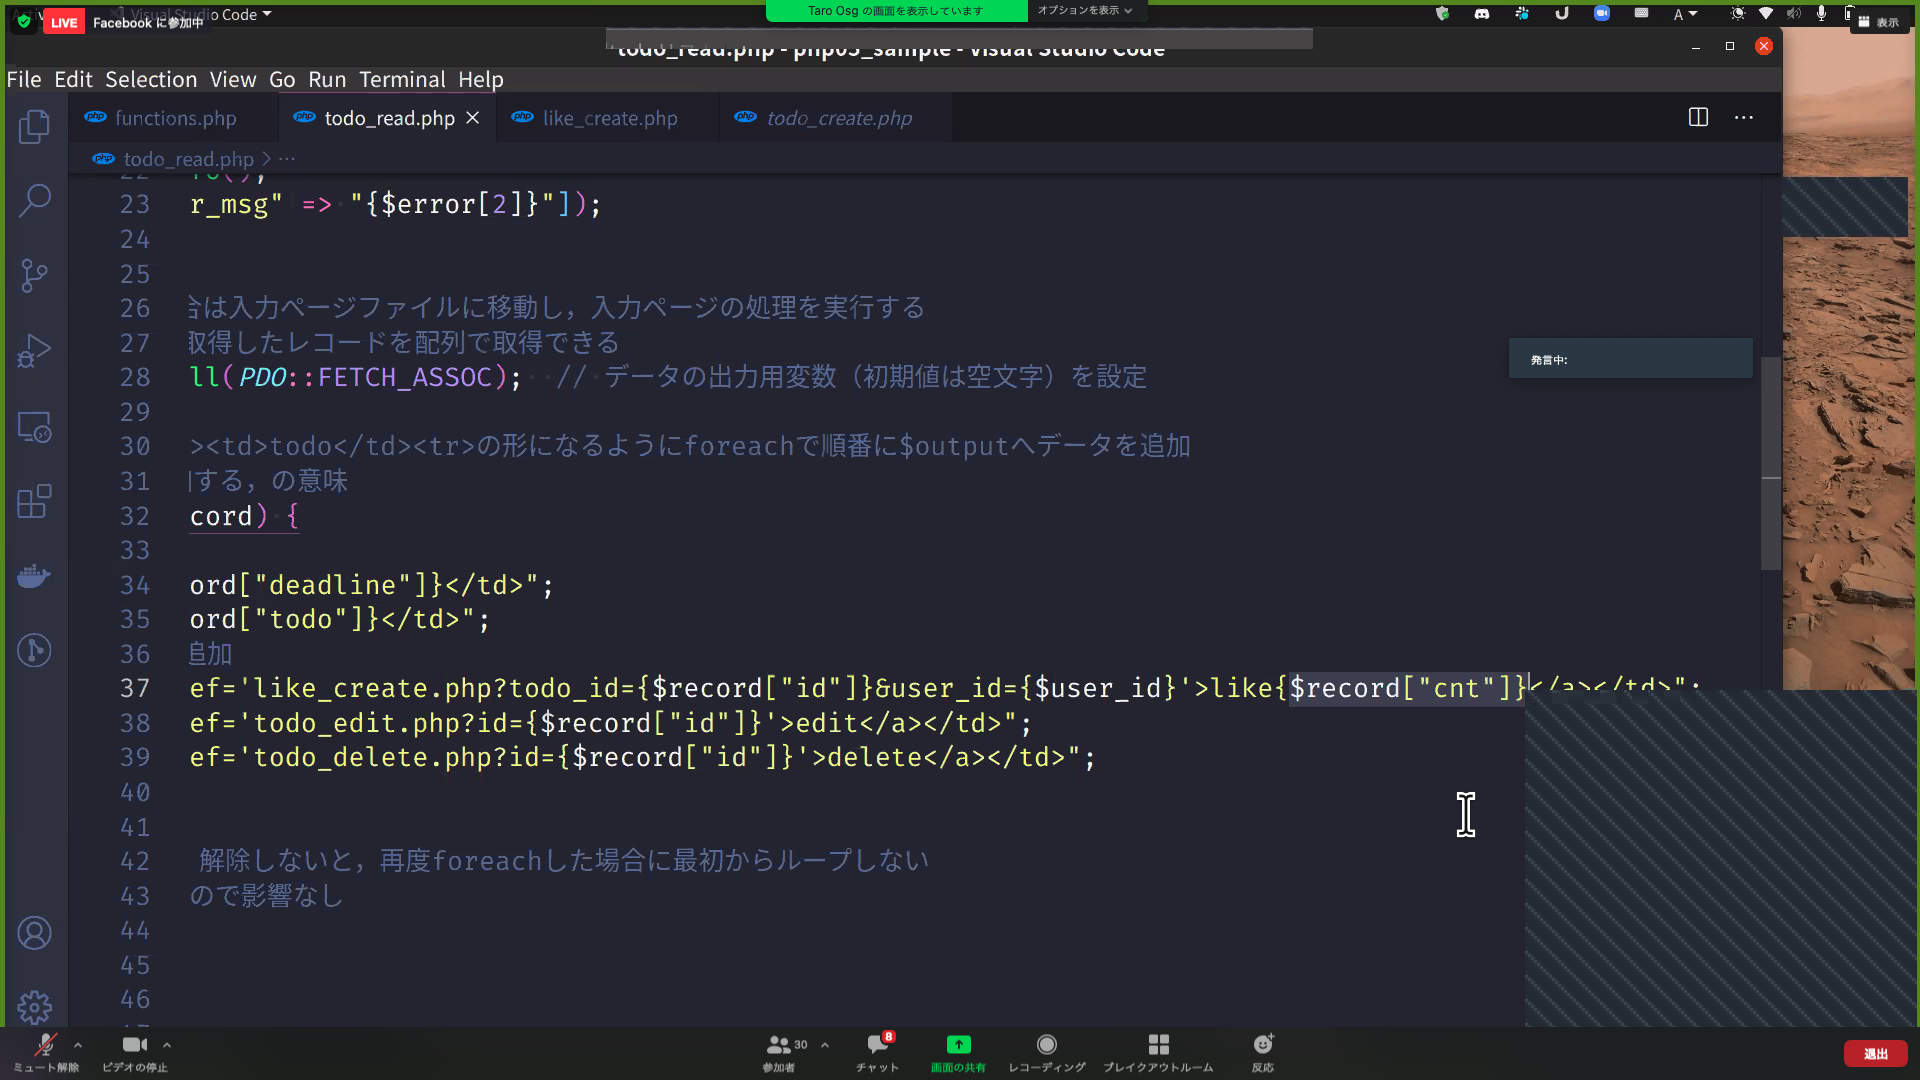 Visual Studio Code
LIVE Facebook に参加中
Taro Osg の画面を表示しています オプションを表示
A
表示
todo_read.php - php03_sample - Visual Studio Code
File Edit Selection View Go Run Terminal Help
php functions.php php todo_read.php php like_create.php php todo_create.php
php todo_read.php > ...
22
23 r_msg" => "{$error[2]}"]);
24
25
26 合は入力ページファイルに移動し，入力ページの処理を実行する
27 取得したレコードを配列で取得できる
28 ll(PDO::FETCH_ASSOC); // データの出力用変数（初期値は空文字）を設定
発言中:
29
30 ><td>todo</td><tr>の形になるようにforeachで順番に$outputへデータを追加
31 する，の意味
32 cord) {
33
34 ord["deadline"]}</td>";
35 ord["todo"]}</td>";
36 追加
37 ef='like_create.php?todo_id={$record["id"]}&user_id={$user_id}'>like{$record["cnt"]}</a></td>";
38 ef='todo_edit.php?id={$record["id"]}'>edit</a></td>";
39 ef='todo_delete.php?id={$record["id"]}'>delete</a></td>";
40
41
42 解除しないと，再度foreachした場合に最初からループしない
43 ので影響なし
44
45
46
ミュート解除 ビデオの停止 30 参加者 8 チャット 画面の共有 レコーディング ブレイクアウトルーム 反応 退出